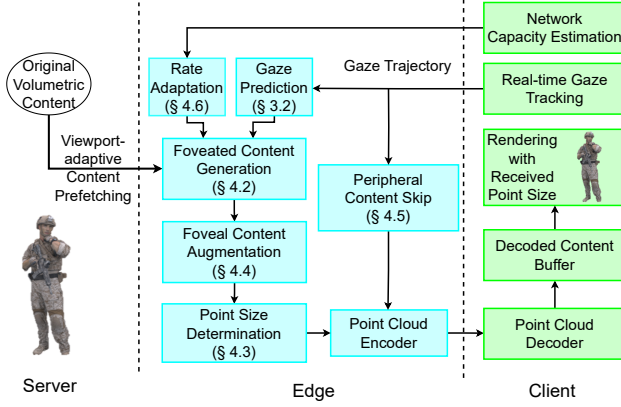 Network
Capacity Estimation
Original
Volumetric
Content
Rate
Adaptation
(§ 4.6)
Gaze
Prediction
(§ 3.2)
Gaze Trajectory
Real-time Gaze
Tracking
Viewport-
adaptive
Content
Prefetching
Foveated Content
Generation
(§ 4.2)
Peripheral
Content Skip
(§ 4.5)
Rendering
with
Received
Point Size
Foveal Content
Augmentation
(§ 4.4)
Decoded Content
Buffer
Point Size
Determination
(§ 4.3)
Point Cloud
Encoder
Point Cloud
Decoder
Server
Edge
Client